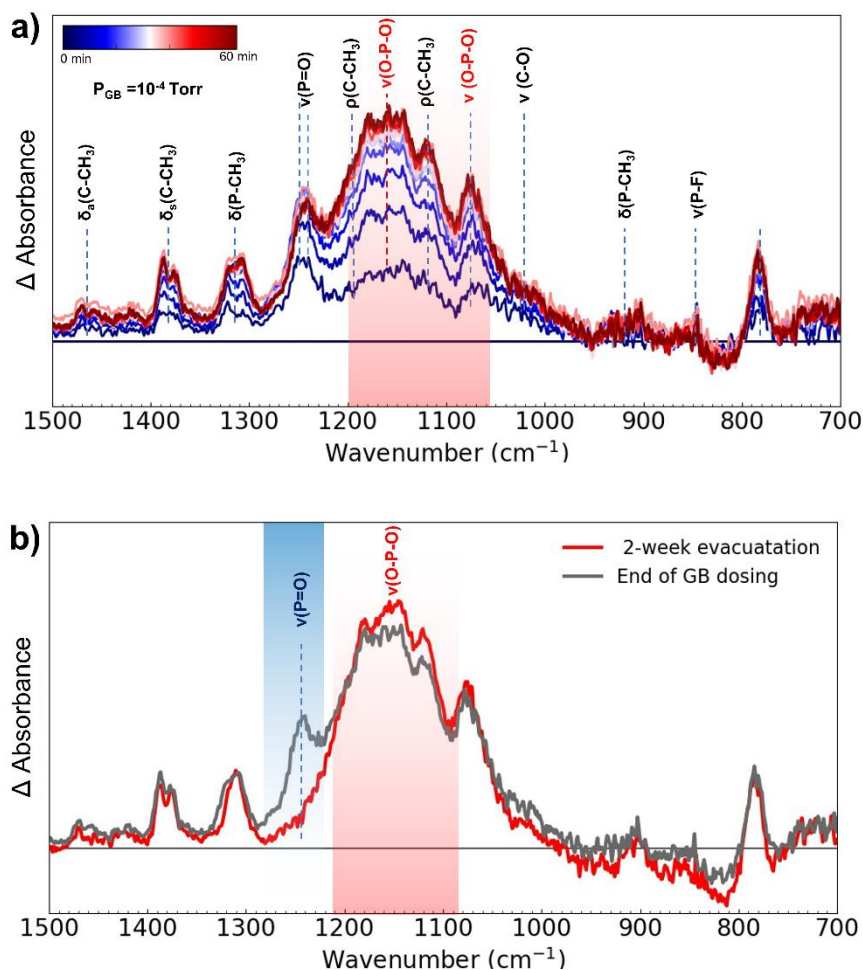 a)
0 min 60 min
P_GB =10⁻⁴ Torr
δₐ(C-CH₃)
δₛ(C-CH₃)
δ(P-CH₃)
ν(P=O)
ρ(C-CH₃)
ν(O-P-O)
ρ(C-CH₃)
ν (O-P-O)
ν (C-O)
δ(P-CH₃)
ν(P-F)
Δ Absorbance
1500 1400 1300 1200 1100 1000 900 800 700
Wavenumber (cm⁻¹)
b)
ν(P=O)
ν(O-P-O)
2-week evacuatation
End of GB dosing
Δ Absorbance
1500 1400 1300 1200 1100 1000 900 800 700
Wavenumber (cm⁻¹)